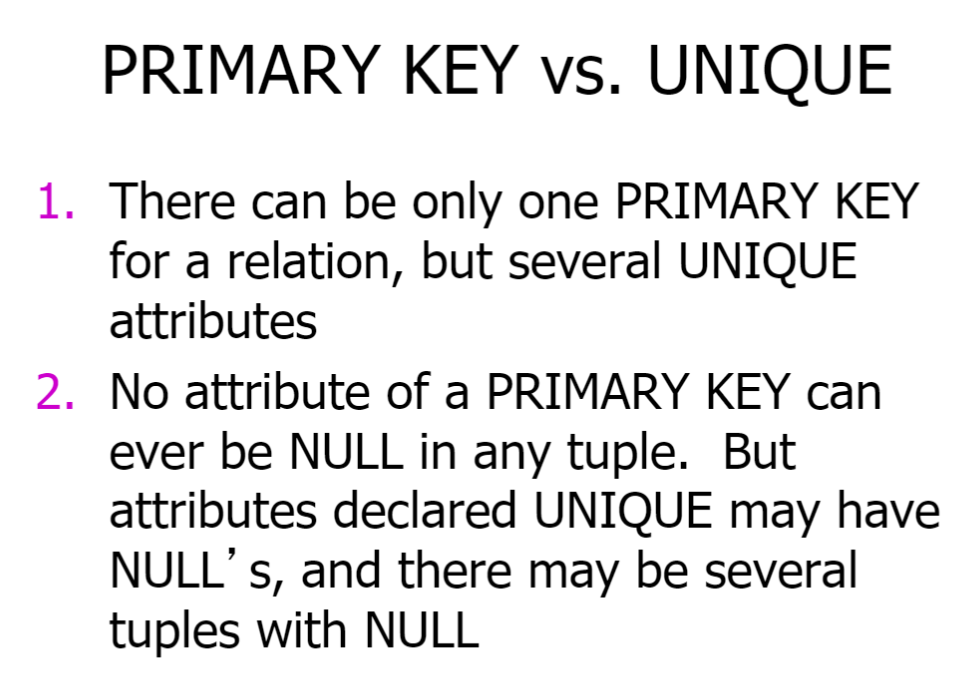 PRIMARY KEY vs. UNIQUE
1. There can be only one PRIMARY KEY
for a relation, but several UNIQUE
attributes
2. No attribute of a PRIMARY KEY can
ever be NULL in any tuple.  But
attributes declared UNIQUE may have
NULL’s, and there may be several
tuples with NULL